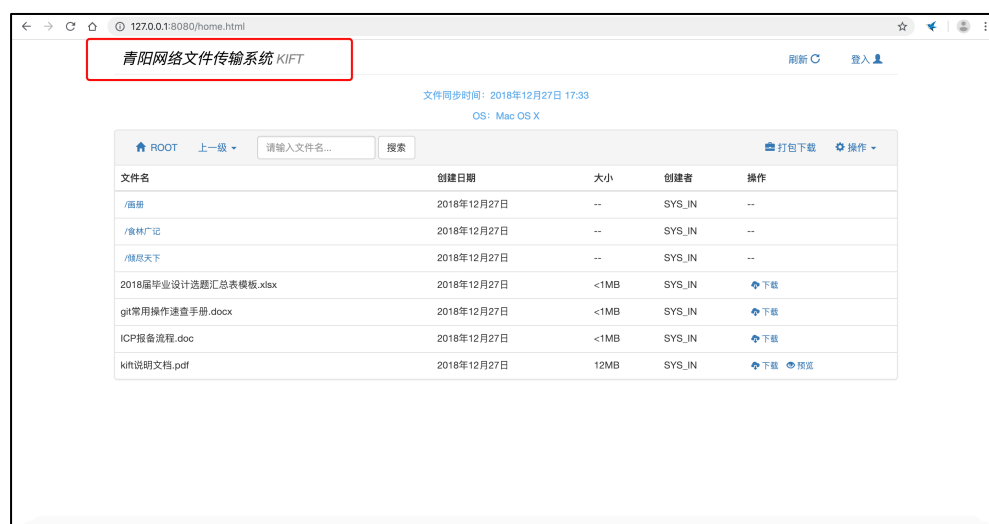 127.0.0.1:8080/home.html
青阳网络文件传输系统 KIFT 刷新 登入
文件同步时间：2018年12月27日 17:33
OS：Mac OS X
ROOT 上一级 请输入文件名... 搜索 打包下载 操作
文件名 创建日期 大小 创建者 操作
/画册 2018年12月27日 -- SYS_IN --
/食林广记 2018年12月27日 -- SYS_IN --
/倾尽天下 2018年12月27日 -- SYS_IN --
2018届毕业设计选题汇总表模板.xlsx 2018年12月27日 <1MB SYS_IN 下载
git常用操作速查手册.docx 2018年12月27日 <1MB SYS_IN 下载
ICP报备流程.doc 2018年12月27日 <1MB SYS_IN 下载
kift说明文档.pdf 2018年12月27日 12MB SYS_IN 下载 预览